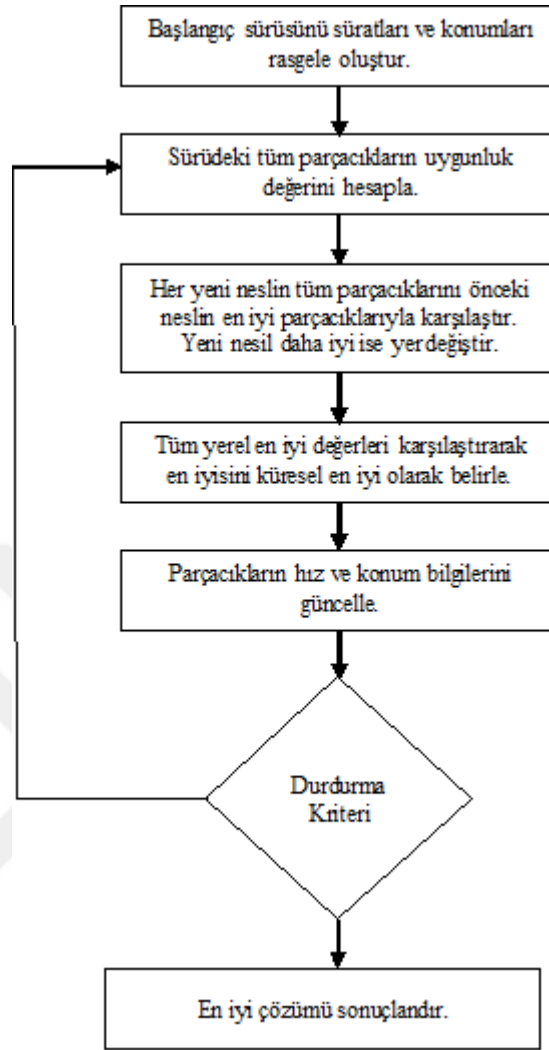 Başlangıç sürüsünü süratları ve konumları
rasgele oluştur.
Sürüdeki tüm parçacıkların uygunluk
değerini hesapla.
Her yeni neslin tüm parçacıklarını önceki
neslin en iyi parçacıklarıyla karşılaştır.
Yeni nesil daha iyi ise yerdeğiştir.
Tüm yerel en iyi değerleri karşılaştırarak
en iyisini küresel en iyi olarak belirle.
Parçacıkların hız ve konum bilgilerini
güncelle.
Durdurma
Kriteri
En iyi çözümü sonuçlandır.